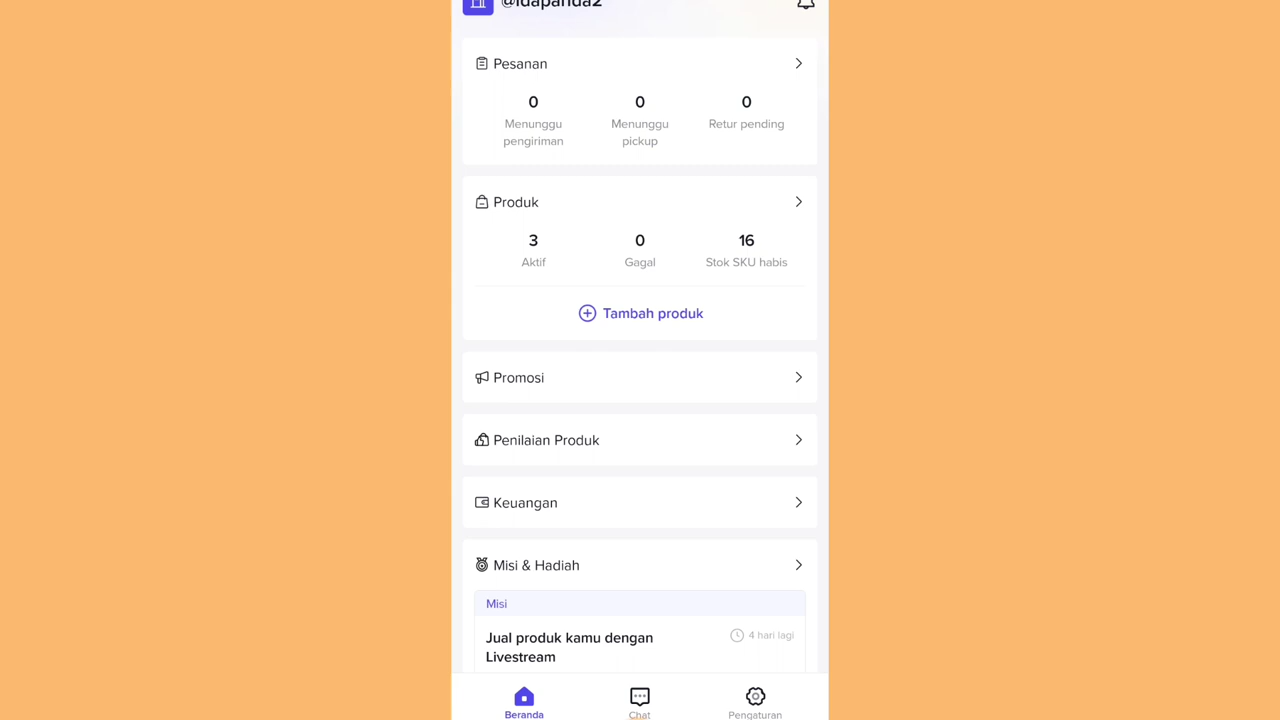 @idapanda2
Pesanan
0 0 0
Menunggu pengiriman
Menunggu pickup
Retur pending
Produk
3 0 16
Aktif Gagal Stok SKU habis
Tambah produk
Promosi
Penilaian Produk
Keuangan
Misi & Hadiah
Misi
Jual produk kamu dengan
4 hari lagi
Livestream
Beranda Chat Pengaturan